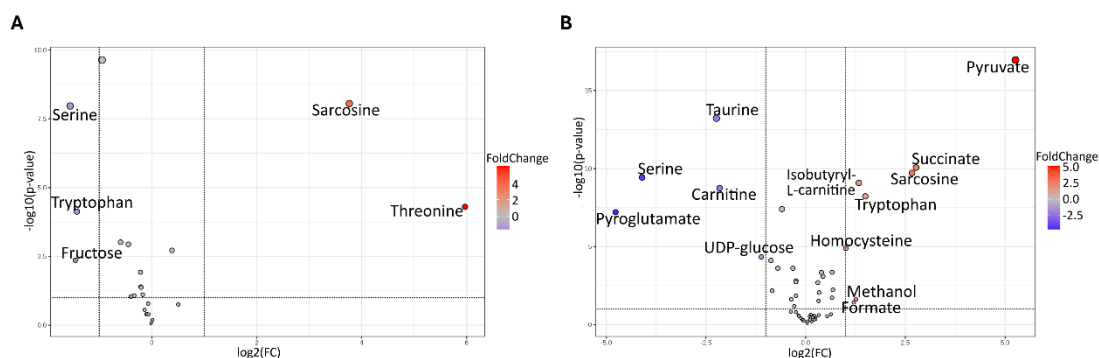 A
10.0
7.5
5.0
2.5
0.0
-log10(p-value)
0
2
4
6
log2(FC)
Serine
Sarcosine
Tryptophan
Threonine
Fructose
FoldChange
4
2
0
B
15
10
5
0
-log10(p-value)
-5.0
-2.5
0.0
2.5
5.0
log2(FC)
Pyruvate
Taurine
Serine
Carnitine
Pyroglutamate
UDP-glucose
Isobutyryl-
L-carnitine
Succinate
Sarcosine
Tryptophan
Homocysteine
Methanol
Formate
FoldChange
5.0
2.5
0.0
-2.5